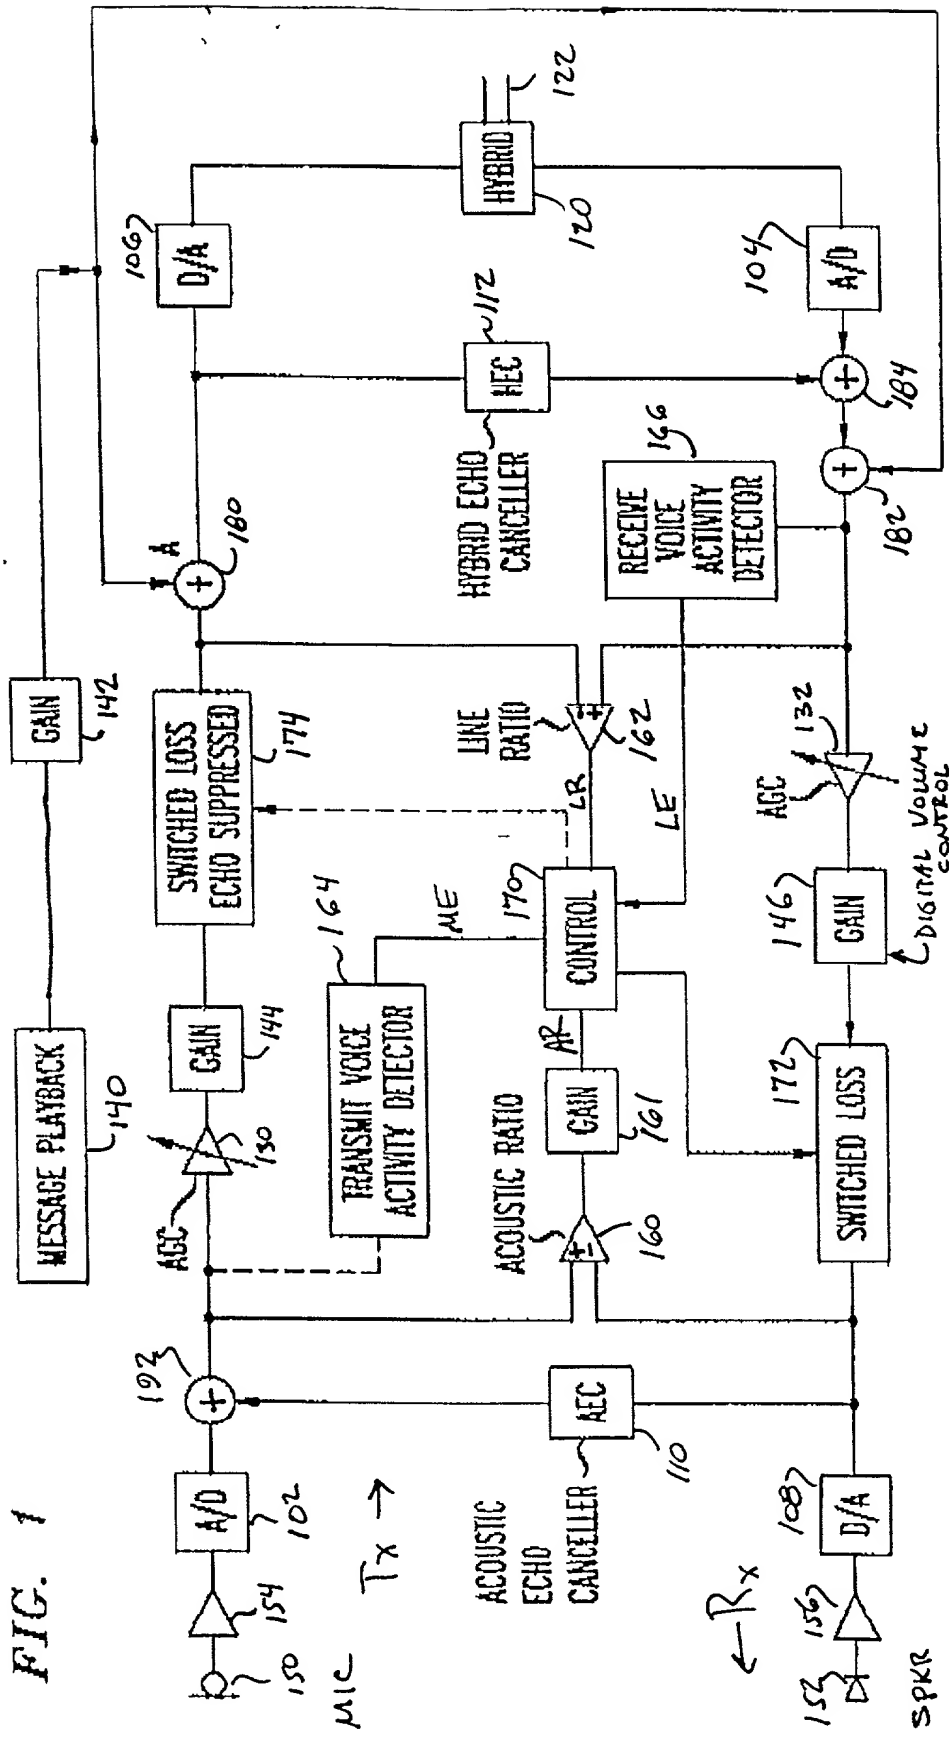 FIG. 1
MESSAGE PLAYBACK
140
GAIN
142
MIC
150
154
A/D
102
192
AGC
130
GAIN
144
SWITCHED LOSS
ECHO SUPPRESSED
174
A
180
D/A
106
Tx →
TRANSMIT VOICE
ACTIVITY DETECTOR
164
ME
ACOUSTIC
ECHO
CANCELLER
AEC
110
ACOUSTIC RATIO
160
GAIN
161
AR
CONTROL
170
LR
LINE
RATIO
162
LE
HYBRID ECHO
CANCELLER
HEC
112
HYBRID
120
122
RECEIVE
VOICE
ACTIVITY
DETECTOR
166
← Rx
SPKR
152
156
D/A
108
SWITCHED LOSS
172
GAIN
146
DIGITAL VOLUME
CONTROL
AGC
132
182
184
A/D
104